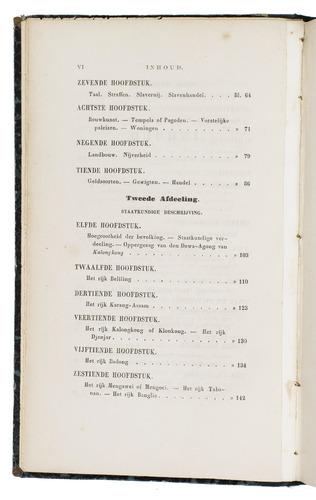 VI INHOUD.
ZEVENDE HOOFDSTUK.
Taal. Straffen. Slavernij. Slavenhandel. . . . . Bl. 64
ACHTSTE HOOFDSTUK.
Bouwkunst. — Tempels of Pagoden. — Vorstelijke
paleizen. — Woningen . . . . . . . . . » 71
NEGENDE HOOFDSTUK.
Landbouw. Nijverheid . . . . . . . . . » 79
TIENDE HOOFDSTUK.
Geldsoorten. — Gewigten. — Handel . . . . . . » 86
Tweede Afdeeling.
STAATKUNDIGE BESCHRIJVING.
ELFDE HOOFDSTUK.
Hoegrootheid der bevolking. — Staatkundige ver-
deeling. — Oppergezag van den Dewa-Agong van
Kalongkong . . . . . . . . . . » 103
TWAALFDE HOOFDSTUK.
Het rijk Beliling . . . . . . . . . . » 110
DERTIENDE HOOFDSTUK.
Het rijk Karang-Assam . . . . . . . . . » 123
VEERTIENDE HOOFDSTUK.
Het rijk Kalongkong of Klonkong. — Het rijk
Djanjar . . . . . . . . . . . » 130
VIJFTIENDE HOOFDSTUK.
Het rijk Badong . . . . . . . . . . » 134
ZESTIENDE HOOFDSTUK.
Het rijk Mengawei of Mengoei. — Het rijk Taba-
nan. — Het rijk Banglie . . . . . . . . » 142